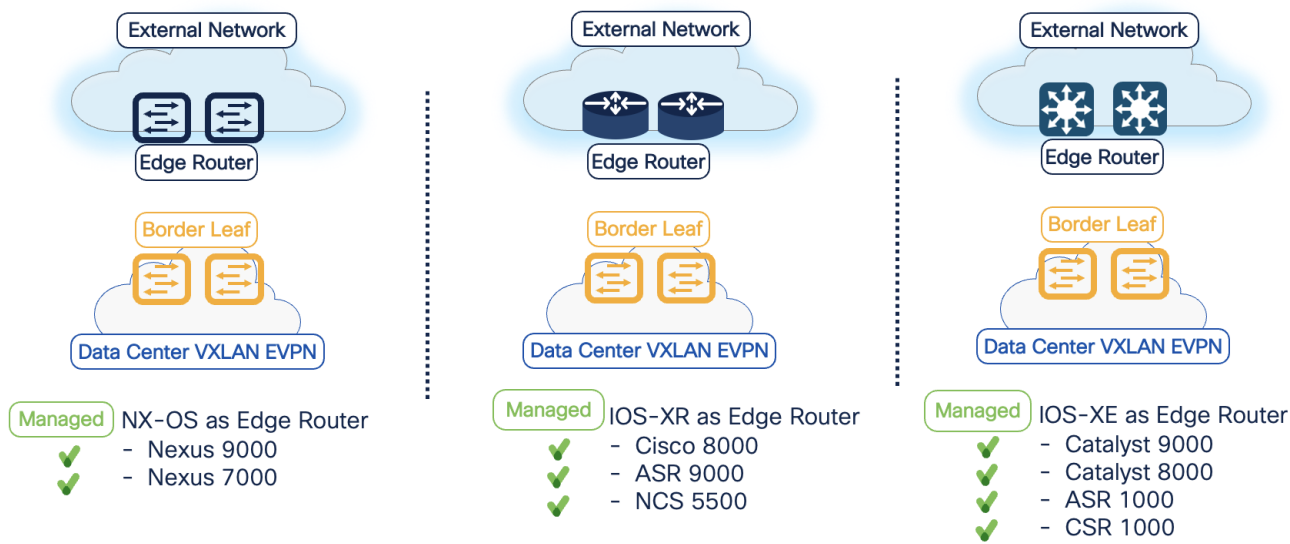 External Network
Edge Router
Border Leaf
Data Center VXLAN EVPN
Managed
NX-OS as Edge Router
- Nexus 9000
- Nexus 7000
External Network
Edge Router
Border Leaf
Data Center VXLAN EVPN
Managed
IOS-XR as Edge Router
- Cisco 8000
- ASR 9000
- NCS 5500
External Network
Edge Router
Border Leaf
Data Center VXLAN EVPN
Managed
IOS-XE as Edge Router
- Catalyst 9000
- Catalyst 8000
- ASR 1000
- CSR 1000